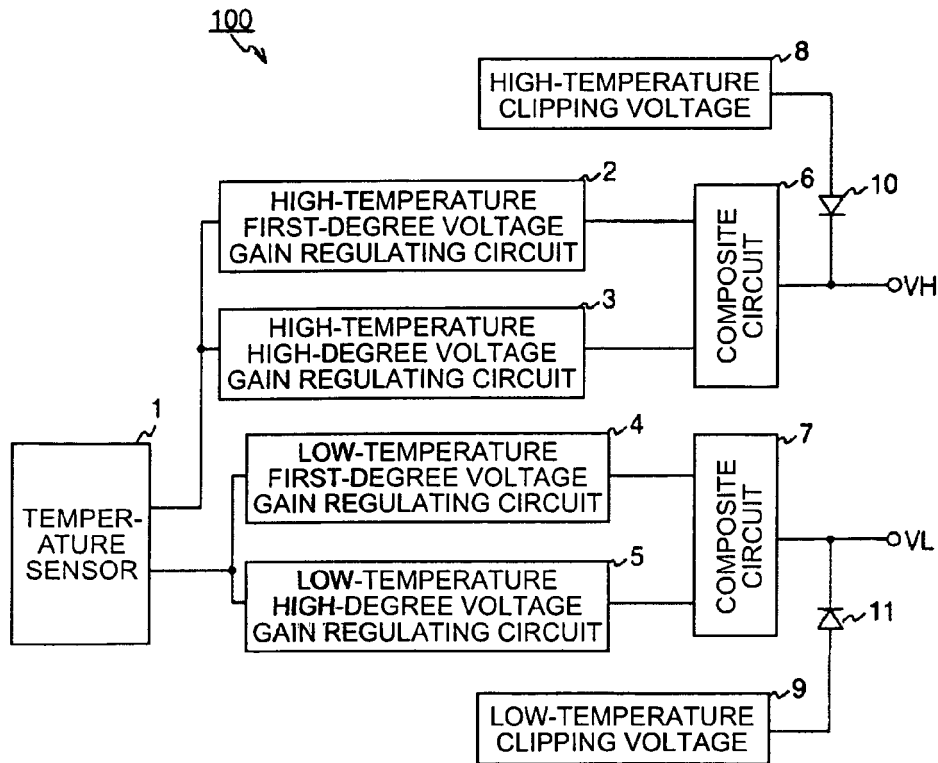 100
8
HIGH-TEMPERATURE
CLIPPING VOLTAGE
10
2
HIGH-TEMPERATURE
FIRST-DEGREE VOLTAGE
GAIN REGULATING CIRCUIT
6
COMPOSITE
CIRCUIT
VH
3
HIGH-TEMPERATURE
HIGH-DEGREE VOLTAGE
GAIN REGULATING CIRCUIT
1
TEMPER-
ATURE
SENSOR
4
LOW-TEMPERATURE
FIRST-DEGREE VOLTAGE
GAIN REGULATING CIRCUIT
7
COMPOSITE
CIRCUIT
VL
5
LOW-TEMPERATURE
HIGH-DEGREE VOLTAGE
GAIN REGULATING CIRCUIT
11
9
LOW-TEMPERATURE
CLIPPING VOLTAGE